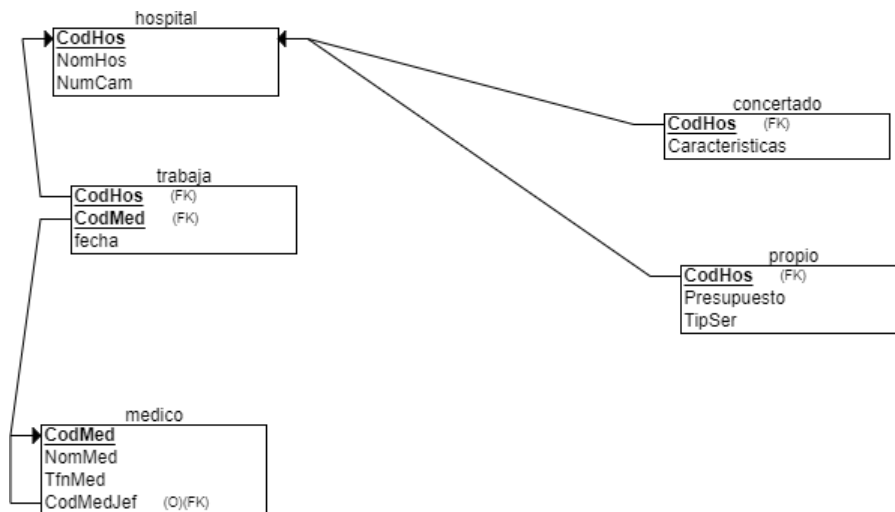 hospital
CodHos
NomHos
NumCam
concertado
CodHos (FK)
Caracteristicas
trabaja
CodHos (FK)
CodMed (FK)
fecha
propio
CodHos (FK)
Presupuesto
TipSer
medico
CodMed
NomMed
TfnMed
CodMedJef (O)(FK)